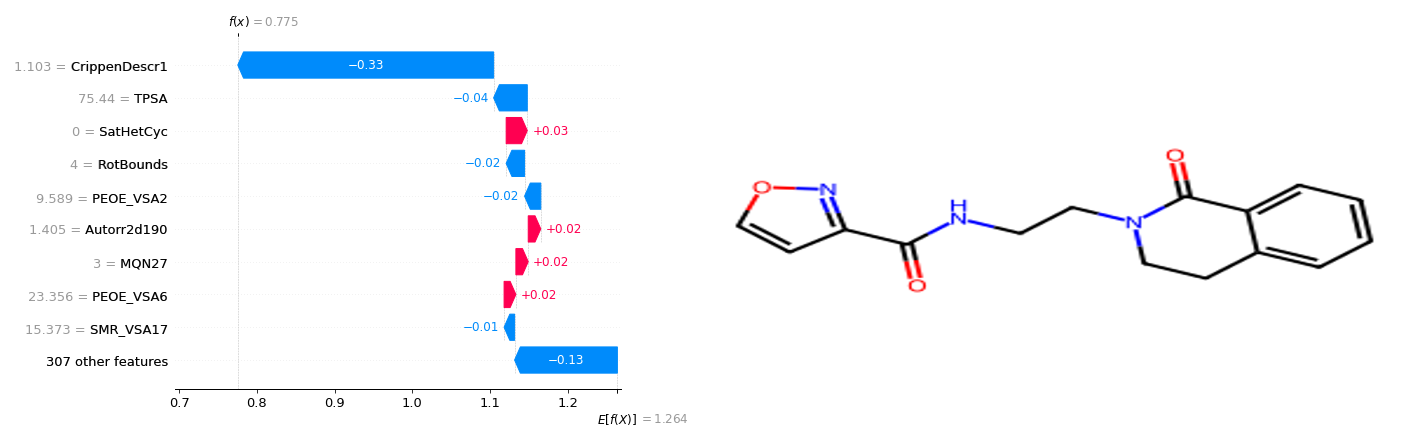 f(x) = 0.775
1.103 = CrippenDescr1 −0.33
75.44 = TPSA −0.04
0 = SatHetCyc +0.03
4 = RotBounds −0.02
9.589 = PEOE_VSA2 −0.02
1.405 = Autorr2d190 +0.02
3 = MQN27 +0.02
23.356 = PEOE_VSA6 +0.02
15.373 = SMR_VSA17 −0.01
307 other features −0.13
0.7 0.8 0.9 1.0 1.1 1.2
E[f(X)] = 1.264
O
N
H
N
O
N
O